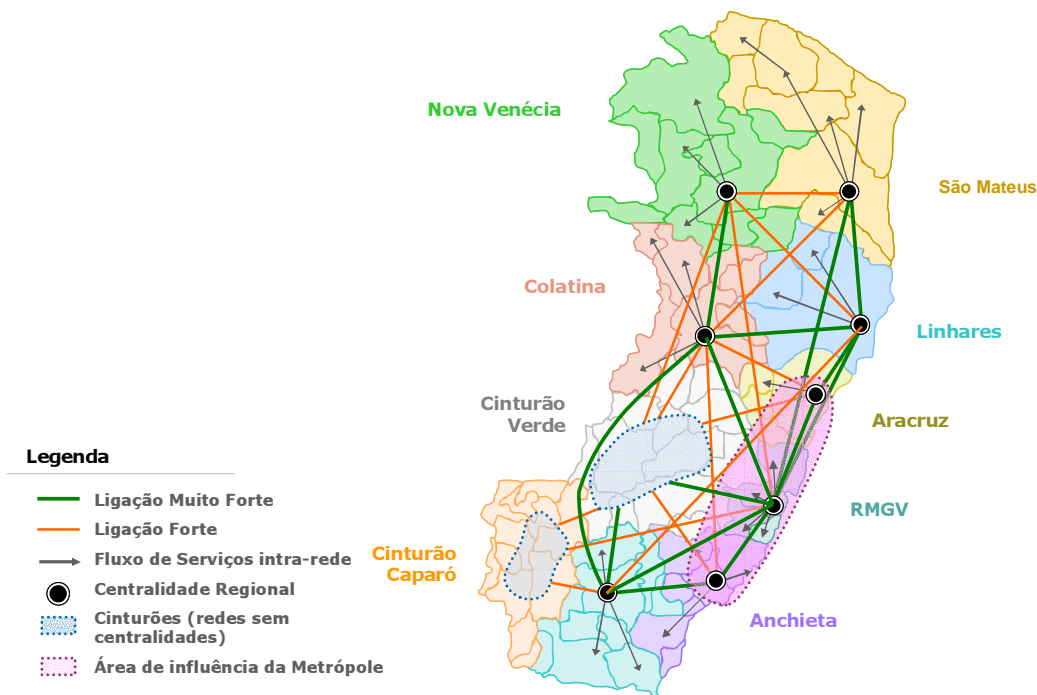 Nova Venécia
São Mateus
Colatina
Linhares
Cinturão
Verde
Aracruz
RMGV
Cinturão
Caparó
Anchieta
Legenda
Ligação Muito Forte
Ligação Forte
Fluxo de Serviços intra-rede
Centralidade Regional
Cinturões (redes sem
centralidades)
Área de influência da Metrópole